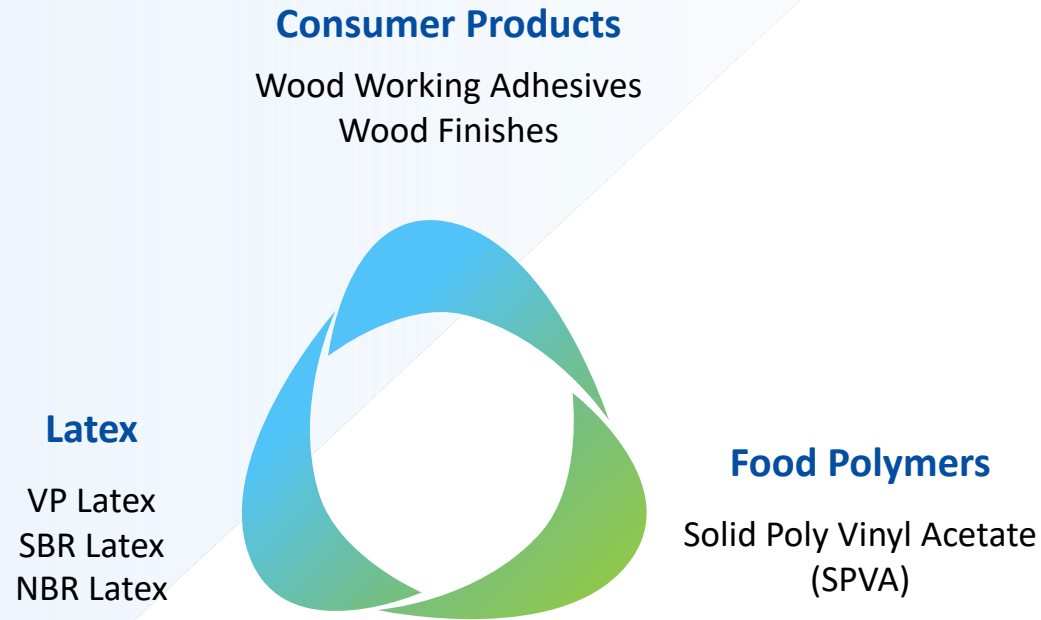 Consumer Products
Wood Working Adhesives
Wood Finishes
Latex
VP Latex
SBR Latex
NBR Latex
Food Polymers
Solid Poly Vinyl Acetate
(SPVA)